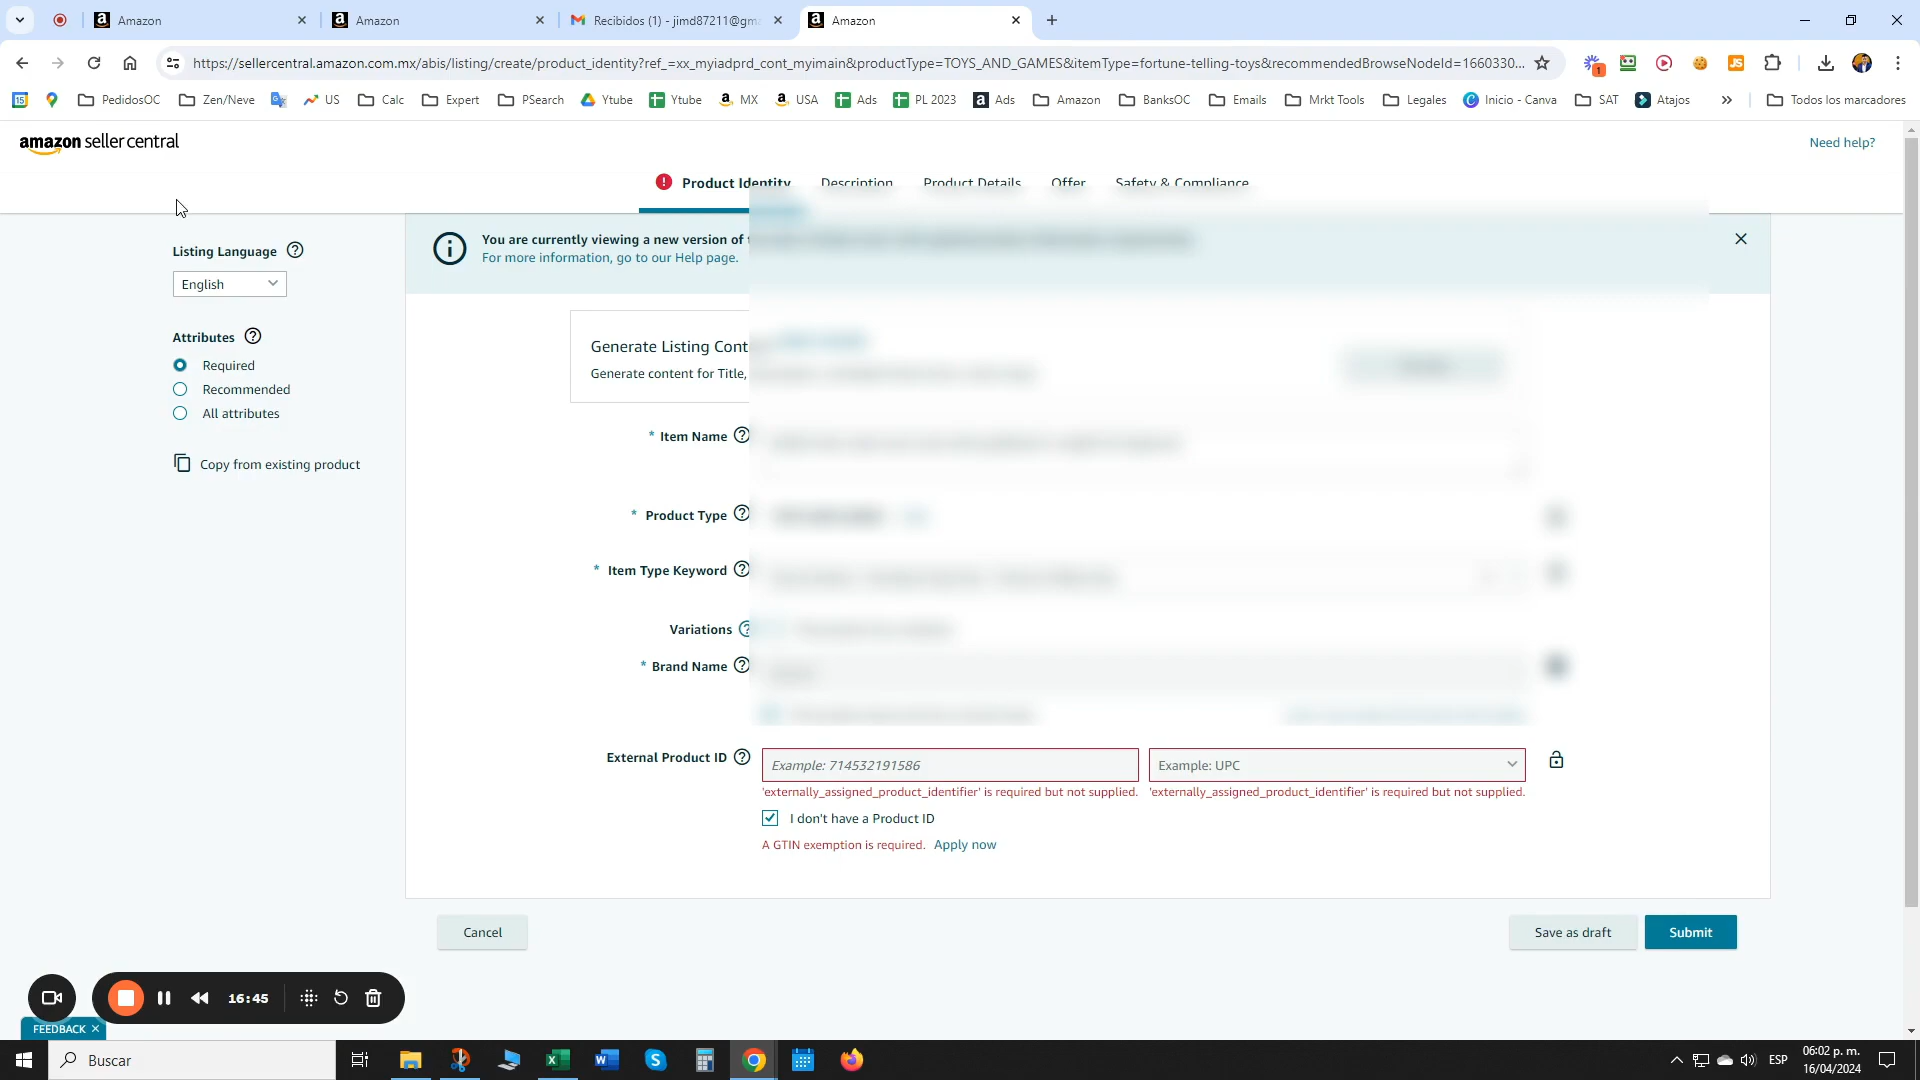 Amazon
Amazon
Recibidos (1) - jimd87211@gm
Amazon
https://sellercentral.amazon.com.mx/abis/listing/create/product_identity?ref_=xx_myiadprd_cont_myimain&productType=TOYS_AND_GAMES&itemType=fortune-telling-toys&recommendedBrowseNodeId=1660330...
1
15
PedidosOC
Zen/Neve
US
Calc
Expert
PSearch
Ytube
Ytube
MX
USA
Ads
PL 2023
Ads
Amazon
BanksOC
Emails
Mrkt Tools
Legales
Inicio - Canva
SAT
Atajos
Todos los marcadores
amazon seller central
Need help?
Product Identity
Description
Product Details
Offer
Safety & Compliance
You are currently viewing a new version of
For more information, go to our Help page.
Listing Language
English
Attributes
Required
Recommended
All attributes
Copy from existing product
Generate Listing Cont
Generate content for Title,
* Item Name
* Product Type
* Item Type Keyword
Variations
* Brand Name
External Product ID
Example: 714532191586
Example: UPC
'externally_assigned_product_identifier' is required but not supplied.
'externally_assigned_product_identifier' is required but not supplied.
I don't have a Product ID
A GTIN exemption is required. Apply now
Cancel
Save as draft
Submit
16:45
FEEDBACK
Buscar
ESP
06:02 p. m.
16/04/2024